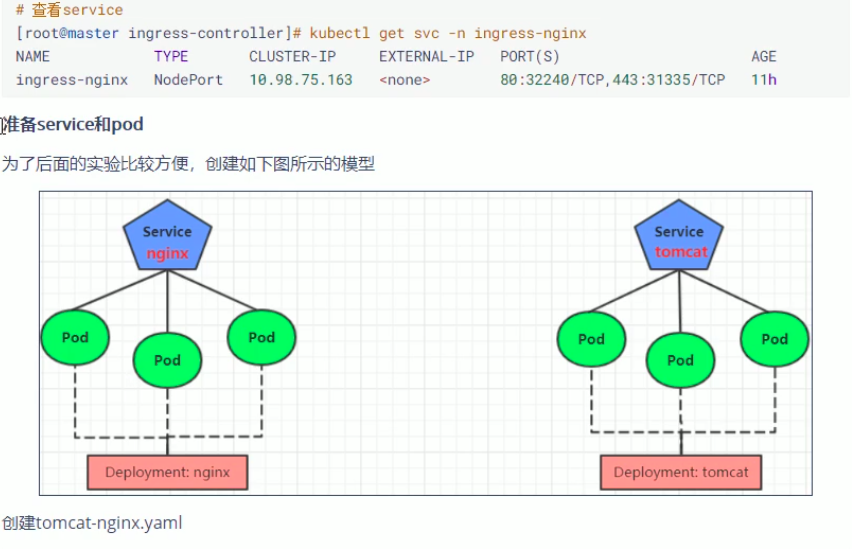 # 查看service
[root@master ingress-controller]# kubectl get svc -n ingress-nginx
NAME TYPE CLUSTER-IP EXTERNAL-IP PORT(S) AGE
ingress-nginx NodePort 10.98.75.163 <none> 80:32240/TCP,443:31335/TCP 11h
准备service和pod
为了后面的实验比较方便，创建如下图所示的模型
Service
nginx
Service
tomcat
Pod
Pod
Pod
Pod
Pod
Pod
Deployment: nginx
Deployment: tomcat
创建tomcat-nginx.yaml